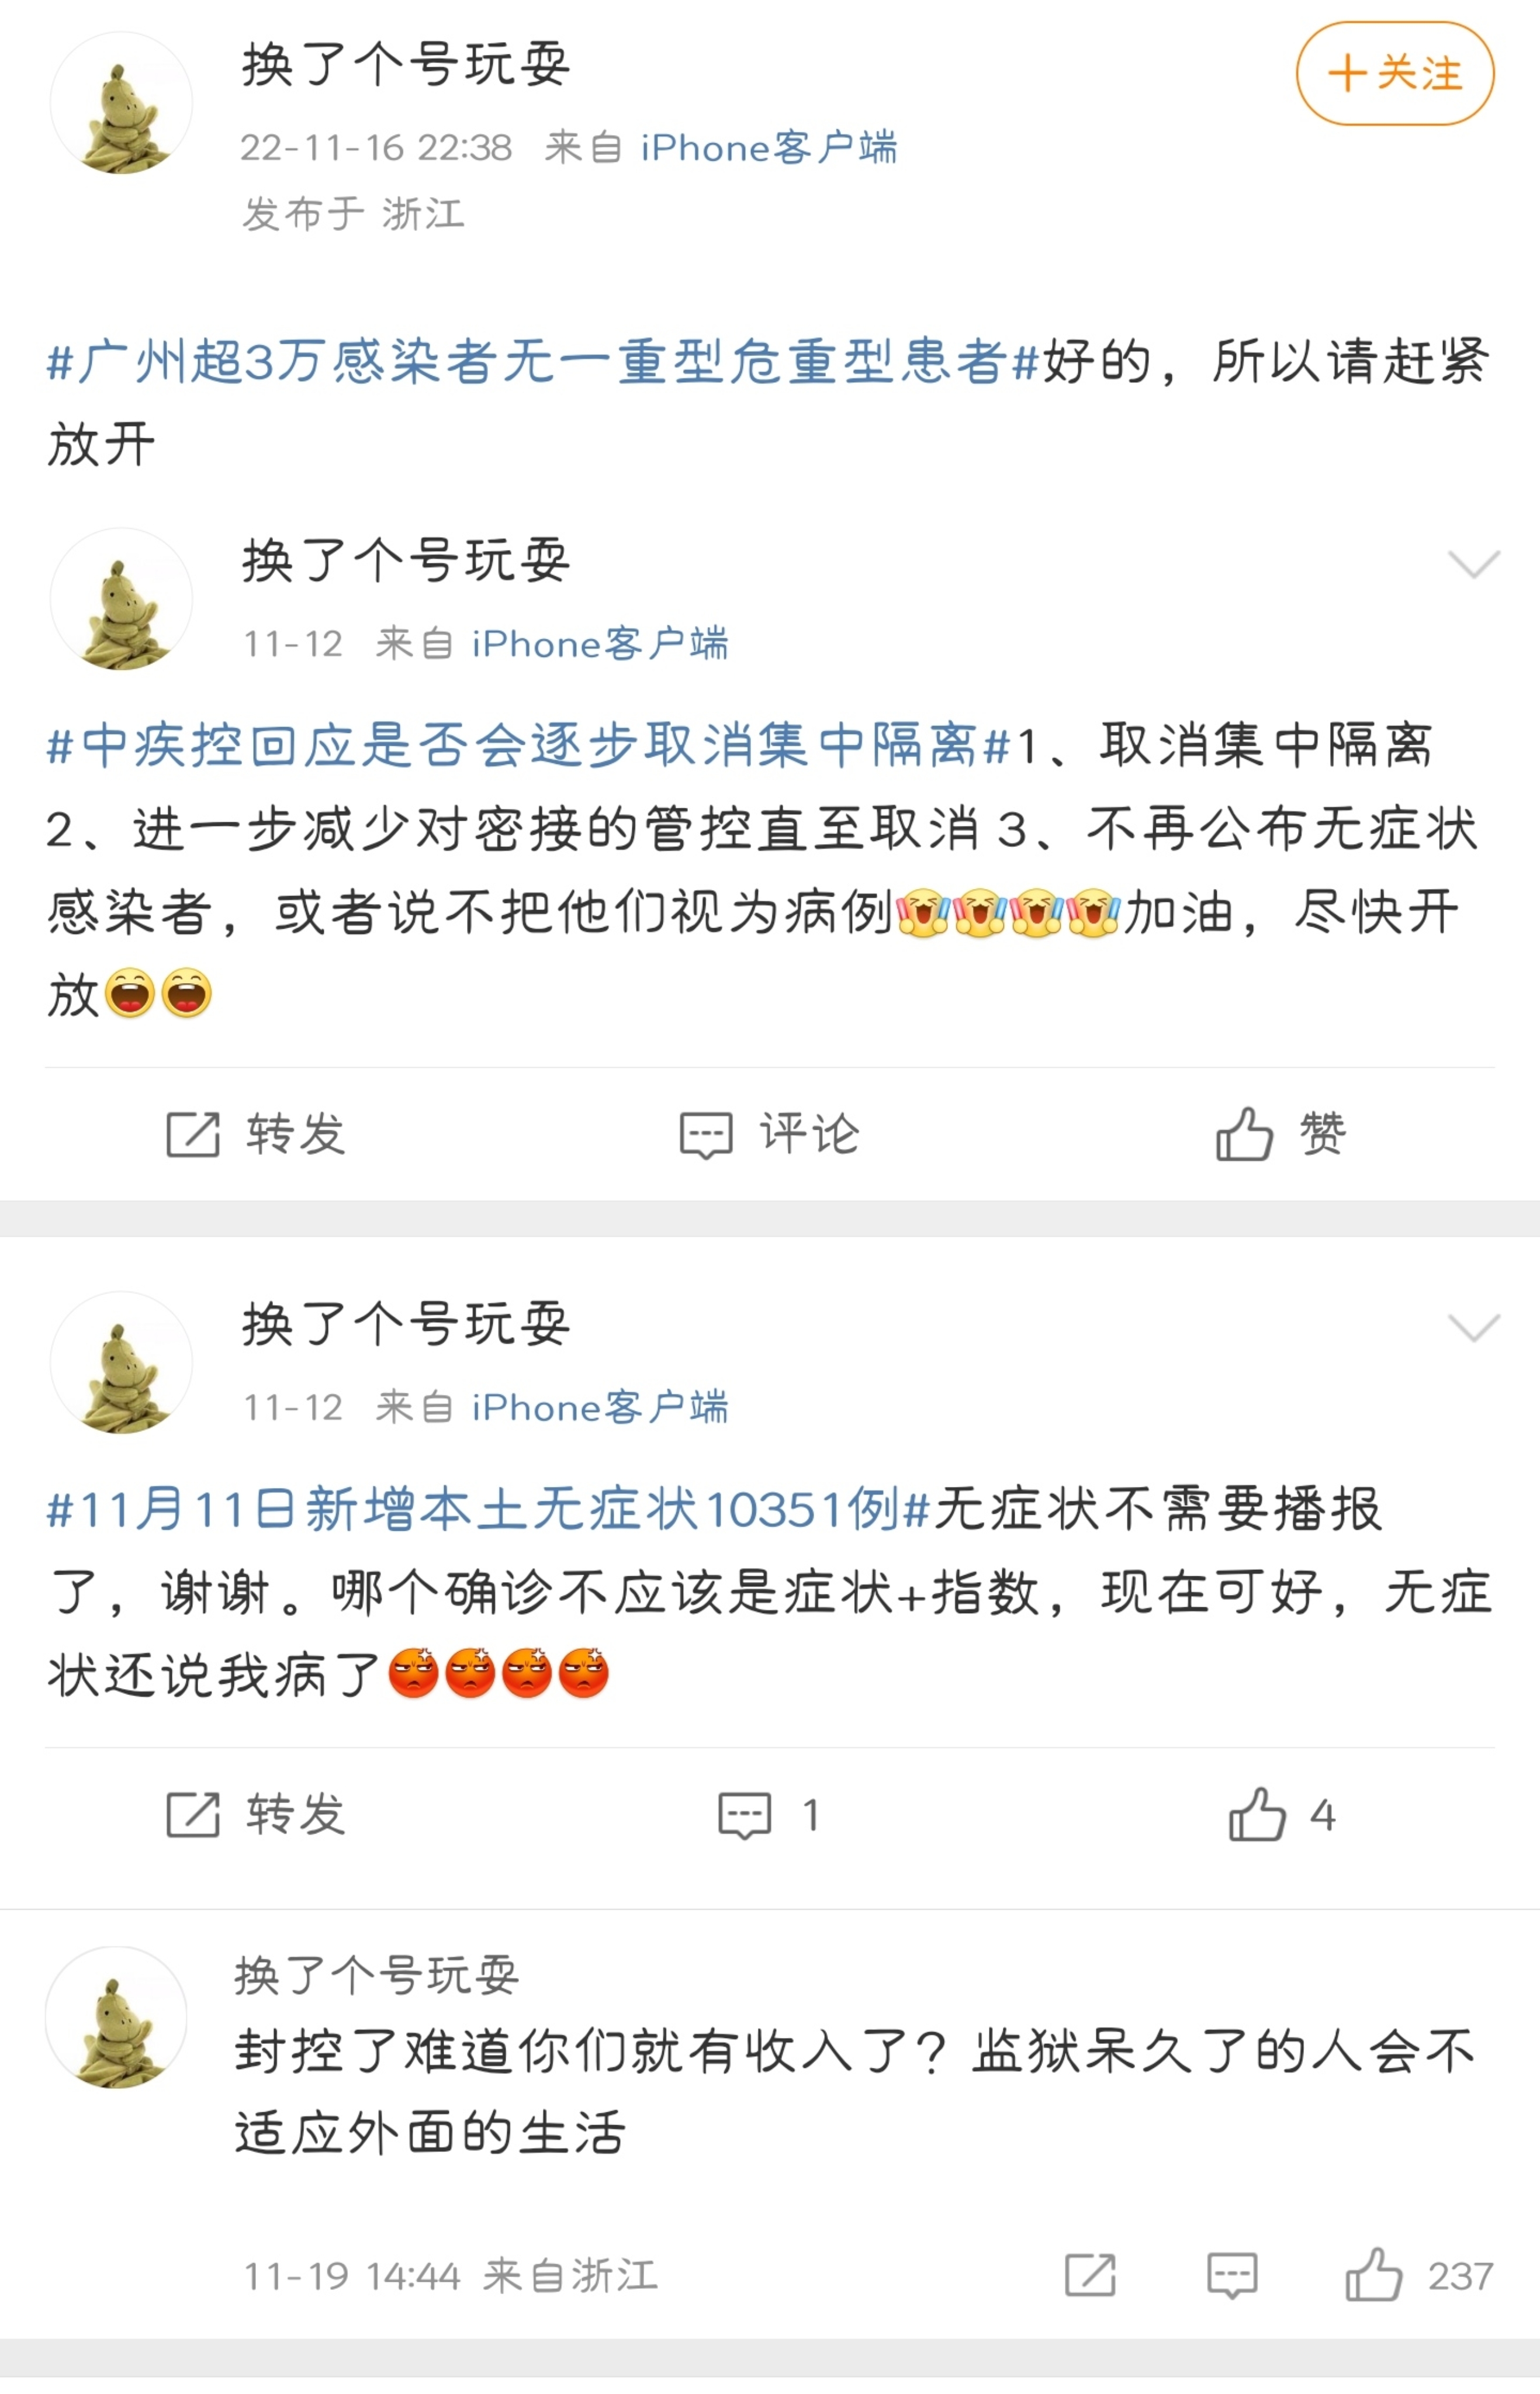 换了个号玩耍
+关注
22-11-16 22:38 来自 iPhone客户端
发布于 浙江
#广州超3万感染者无一重型危重型患者#好的，所以请赶紧
放开
换了个号玩耍
11-12 来自 iPhone客户端
#中疾控回应是否会逐步取消集中隔离#1、取消集中隔离
2、进一步减少对密接的管控直至取消 3、不再公布无症状
感染者，或者说不把他们视为病例加油，尽快开
放
转发 评论 赞
换了个号玩耍
11-12 来自 iPhone客户端
#11月11日新增本土无症状10351例#无症状不需要播报
了，谢谢。哪个确诊不应该是症状+指数，现在可好，无症
状还说我病了
转发 1 4
换了个号玩耍
封控了难道你们就有收入了？监狱呆久了的人会不
适应外面的生活
11-19 14:44 来自浙江 237